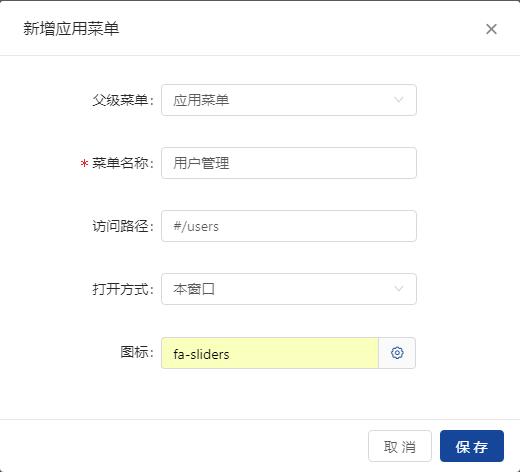 新增应用菜单
父级菜单: 应用菜单
* 菜单名称: 用户管理
访问路径: #/users
打开方式: 本窗口
图标: fa-sliders
取 消 保 存